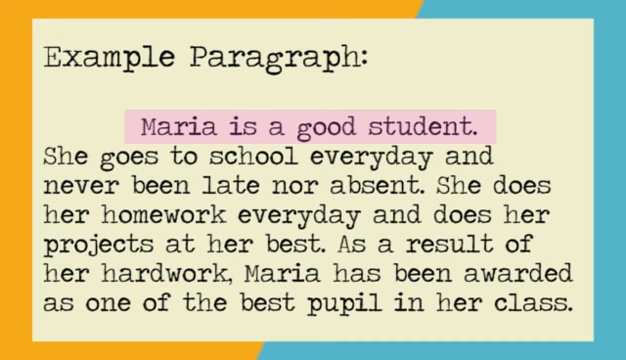 Example Paragraph:
Maria is a good student.
She goes to school everyday and
never been late nor absent. She does
her homework everyday and does her
projects at her best. As a result of
her hardwork, Maria has been awarded
as one of the best pupil in her class.